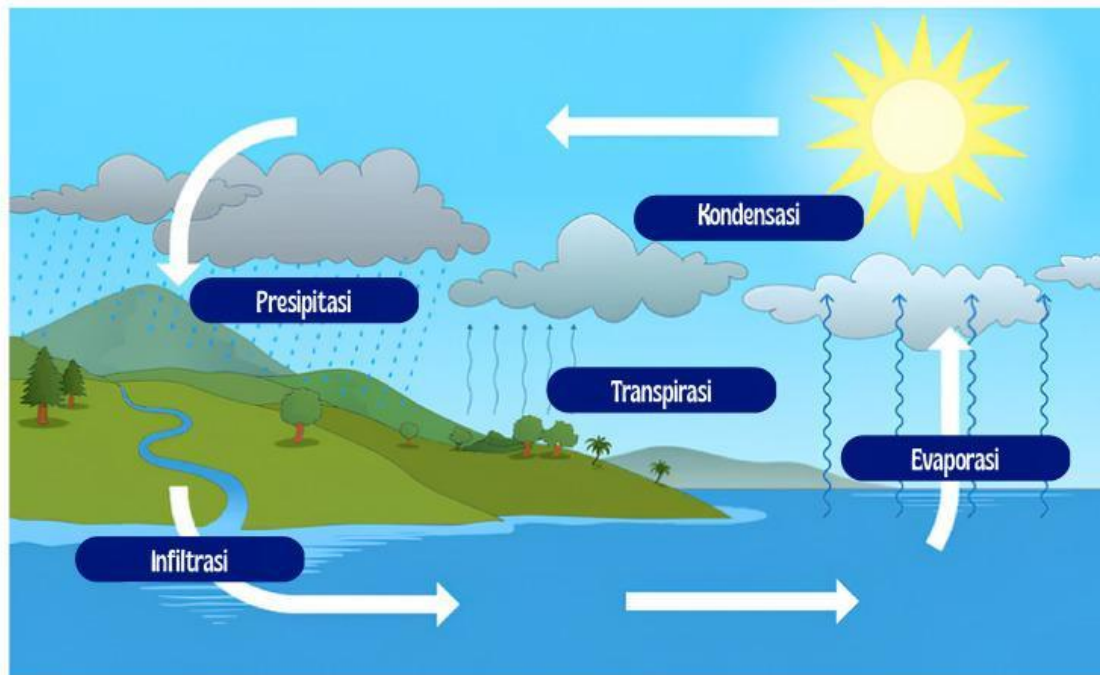 Kondensasi
Presipitasi
Transpirasi
Evaporasi
Infiltrasi